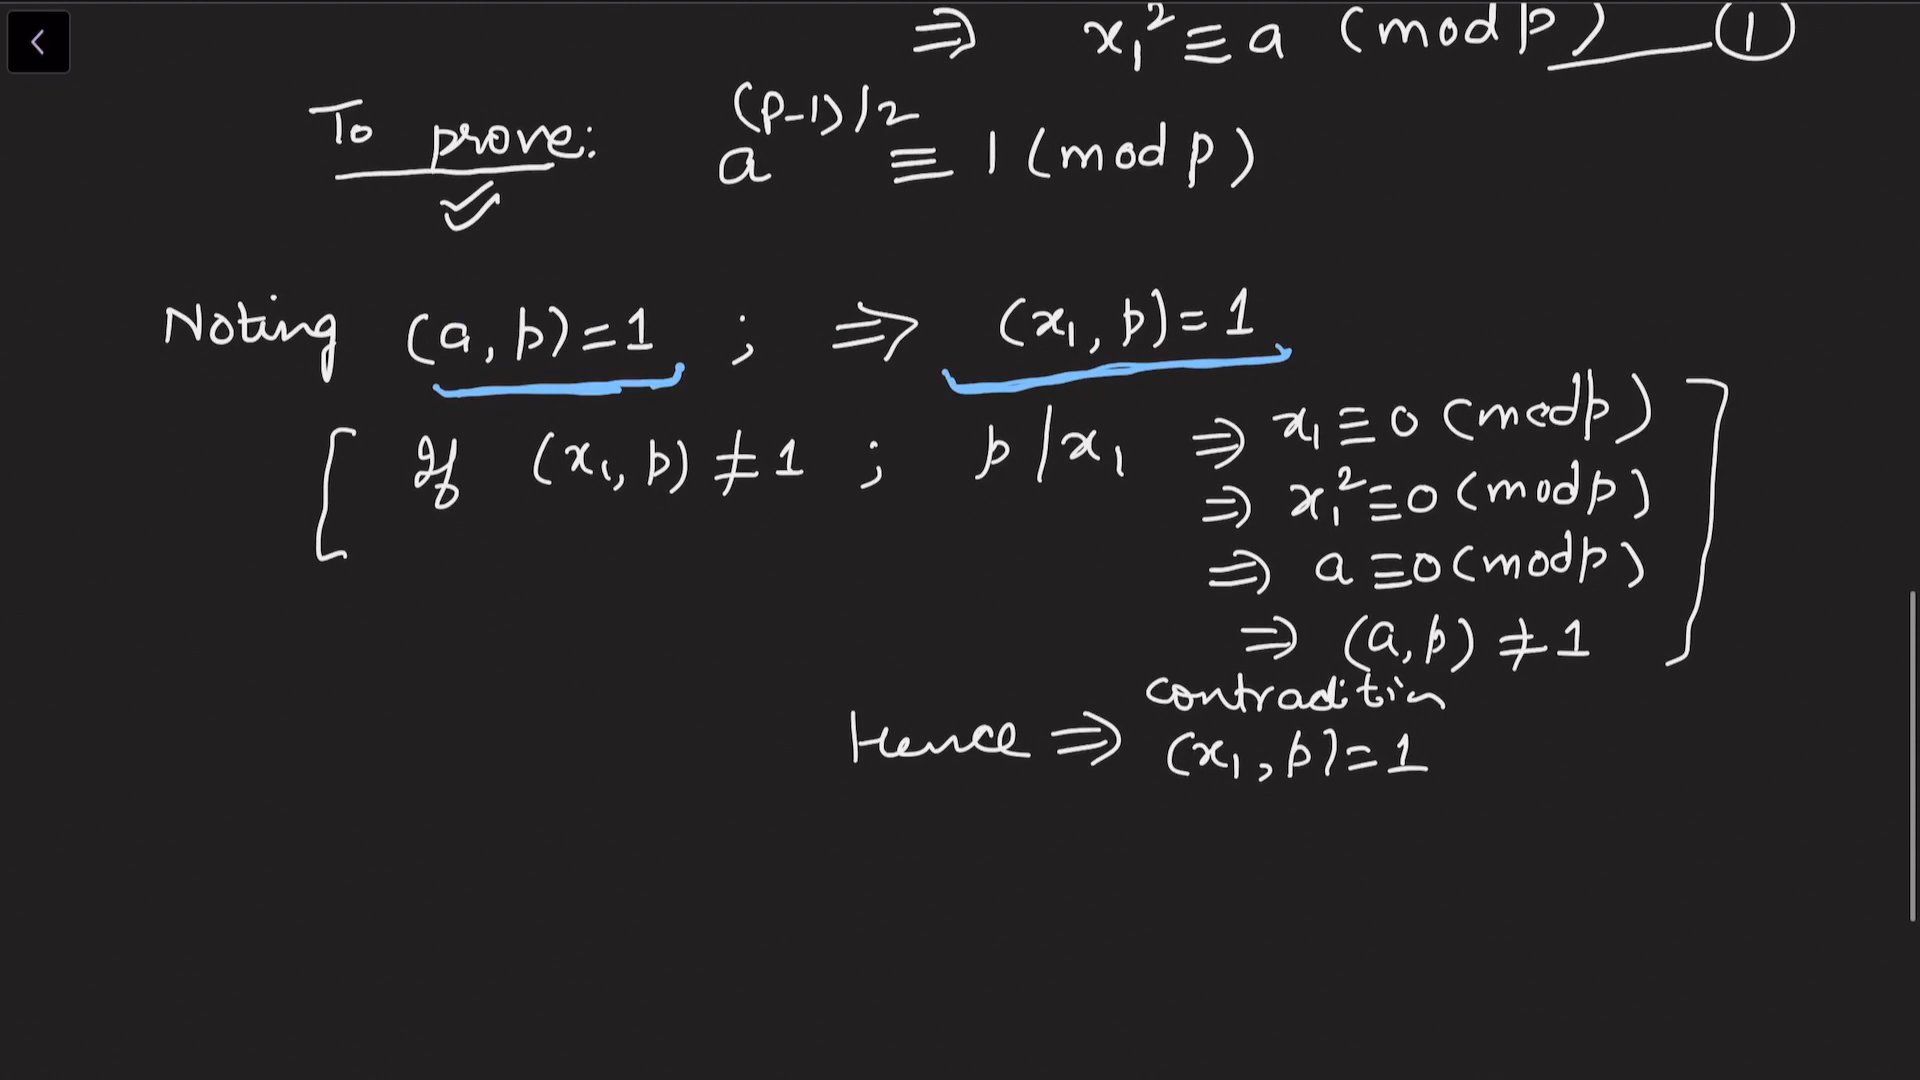 ⇒ x₁² ≡ a (mod p) — ①
To prove: a^(p-1)/2 ≡ 1 (mod p)
Noting (a, p)=1 ; ⇒ (x₁, p)=1
[ If (x₁, p) ≠ 1 ; p/x₁ ⇒ x₁ ≡ 0 (mod p)
⇒ x₁² ≡ 0 (mod p)
⇒ a ≡ 0 (mod p)
⇒ (a, p) ≠ 1 ]
contraditin
Hence ⇒ (x₁, p)=1